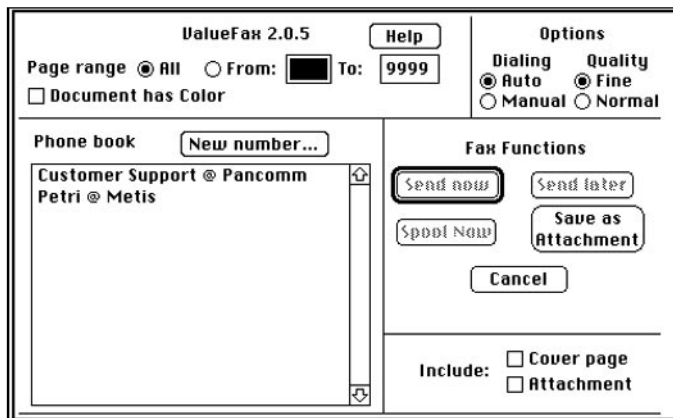 ValueFax 2.0.5
Help
Page range All From: To: 9999
Document has Color
Options
Dialing Quality
Auto Fine
Manual Normal
Phone book New number...
Customer Support @ Pancomm
Petri @ Metis
Fax Functions
Send now Send later
Spool Now Save as Attachment
Cancel
Include: Cover page
Attachment